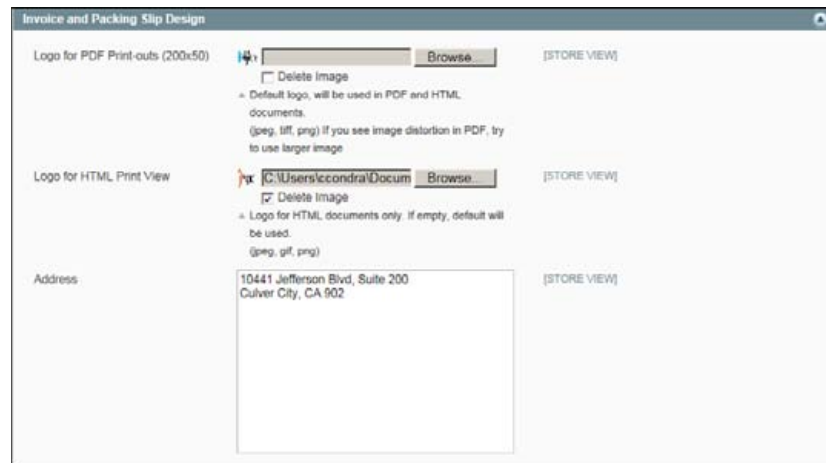 Invoice and Packing Slip Design
Logo for PDF Print-outs (200x50)
Browse...
[STORE VIEW]
Delete Image
Default logo, will be used in PDF and HTML
documents.
(jpeg, tiff, png) If you see image distortion in PDF, try
to use larger image
Logo for HTML Print View
C:\Users\ccondra\Docum
Browse...
[STORE VIEW]
Delete Image
Logo for HTML documents only. If empty, default will
be used.
(jpeg, gif, png)
Address
10441 Jefferson Blvd, Suite 200
Culver City, CA 902
[STORE VIEW]